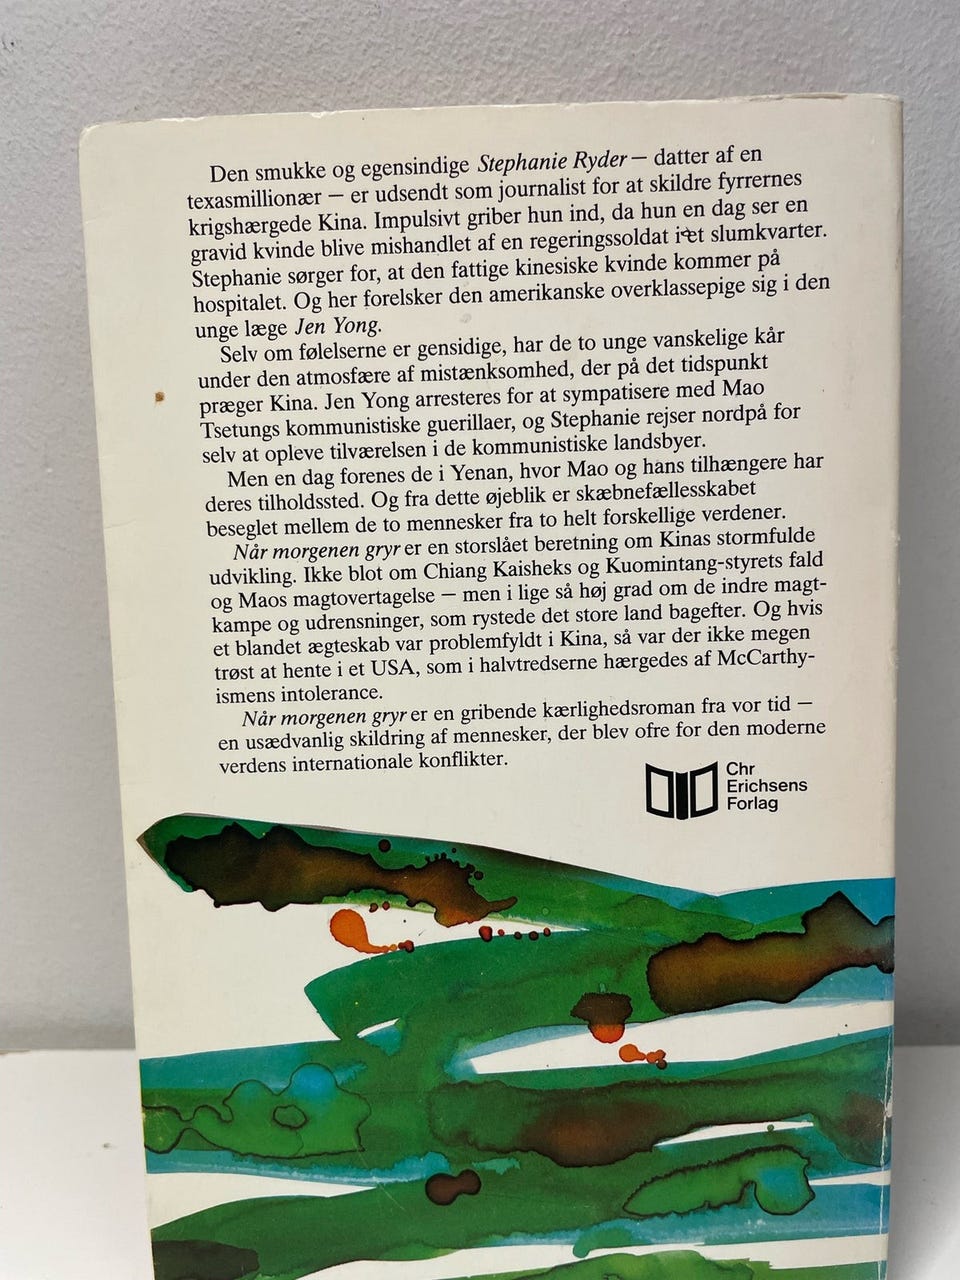 Den smukke og egensindige Stephanie Ryder – datter af en
texasmillionær – er udsendt som journalist for at skildre fyrrernes
krigshærgede Kina. Impulsivt griber hun ind, da hun en dag ser en
gravid kvinde blive mishandlet af en regeringssoldat i et slumkvarter.
Stephanie sørger for, at den fattige kinesiske kvinde kommer på
hospitalet. Og her forelsker den amerikanske overklassepige sig i den
unge læge Jen Yong.
Selv om følelserne er gensidige, har de to unge vanskelige kår
under den atmosfære af mistænksomhed, der på det tidspunkt
præger Kina. Jen Yong arresteres for at sympatisere med Mao
Tsetungs kommunistiske guerillaer, og Stephanie rejser nordpå for
selv at opleve tilværelsen i de kommunistiske landsbyer.
Men en dag forenes de i Yenan, hvor Mao og hans tilhængere har
deres tilholdssted. Og fra dette øjeblik er skæbnefællesskabet
beseglet mellem de to mennesker fra to helt forskellige verdener.
Når morgenen gryr er en storslået beretning om Kinas stormfulde
udvikling. Ikke blot om Chiang Kaisheks og Kuomintang-styrets fald
og Maos magtovertagelse – men i lige så høj grad om de indre magt-
kampe og udrensninger, som rystede det store land bagefter. Og hvis
et blandet ægteskab var problemfyldt i Kina, så var der ikke megen
trøst at hente i et USA, som i halvtredserne hærgedes af McCarthy-
ismens intolerance.
Når morgenen gryr er en gribende kærlighedsroman fra vor tid –
en usædvanlig skildring af mennesker, der blev ofre for den moderne
verdens internationale konflikter.
Chr
Erichsens
Forlag